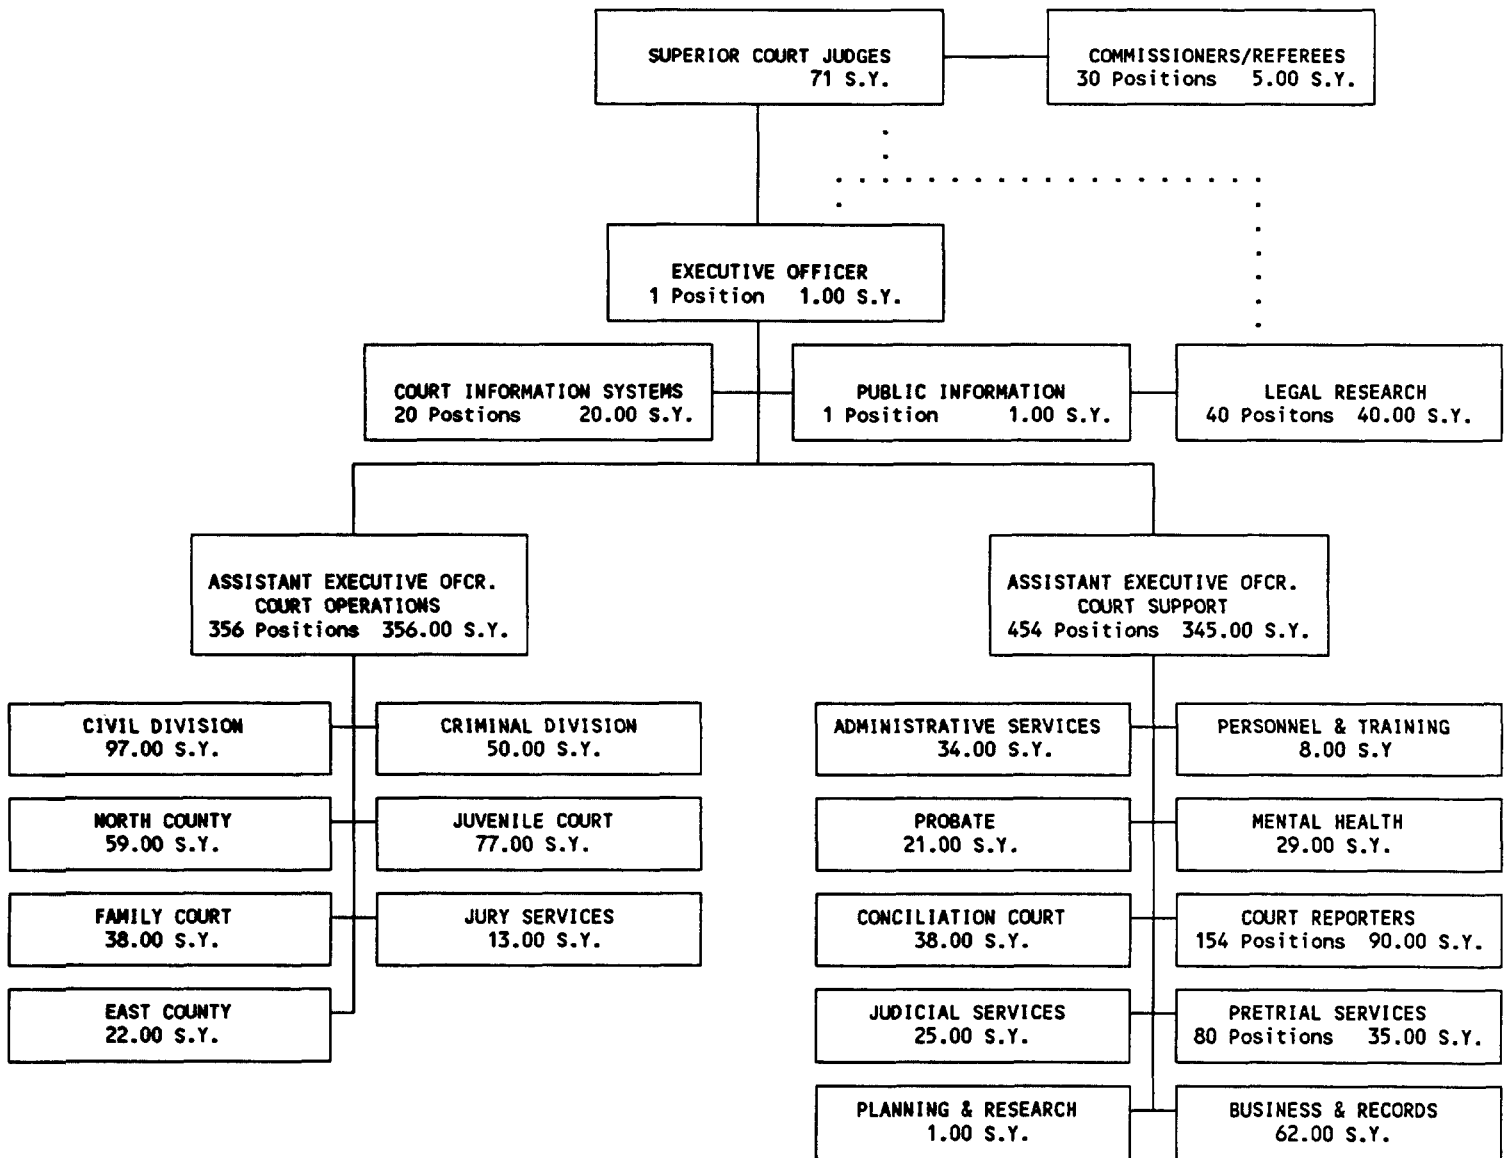 SUPERIOR COURT JUDGES
71 S.Y.
COMMISSIONERS/REFEREES
30 Positions 5.00 S.Y.
EXECUTIVE OFFICER
1 Position 1.00 S.Y.
COURT INFORMATION SYSTEMS
20 Postions 20.00 S.Y.
PUBLIC INFORMATION
1 Position 1.00 S.Y.
LEGAL RESEARCH
40 Positons 40.00 S.Y.
ASSISTANT EXECUTIVE OFCR.
COURT OPERATIONS
356 Positions 356.00 S.Y.
ASSISTANT EXECUTIVE OFCR.
COURT SUPPORT
454 Positions 345.00 S.Y.
CIVIL DIVISION
97.00 S.Y.
CRIMINAL DIVISION
50.00 S.Y.
NORTH COUNTY
59.00 S.Y.
JUVENILE COURT
77.00 S.Y.
FAMILY COURT
38.00 S.Y.
JURY SERVICES
13.00 S.Y.
EAST COUNTY
22.00 S.Y.
ADMINISTRATIVE SERVICES
34.00 S.Y.
PERSONNEL & TRAINING
8.00 S.Y
PROBATE
21.00 S.Y.
MENTAL HEALTH
29.00 S.Y.
CONCILIATION COURT
38.00 S.Y.
COURT REPORTERS
154 Positions 90.00 S.Y.
JUDICIAL SERVICES
25.00 S.Y.
PRETRIAL SERVICES
80 Positions 35.00 S.Y.
PLANNING & RESEARCH
1.00 S.Y.
BUSINESS & RECORDS
62.00 S.Y.